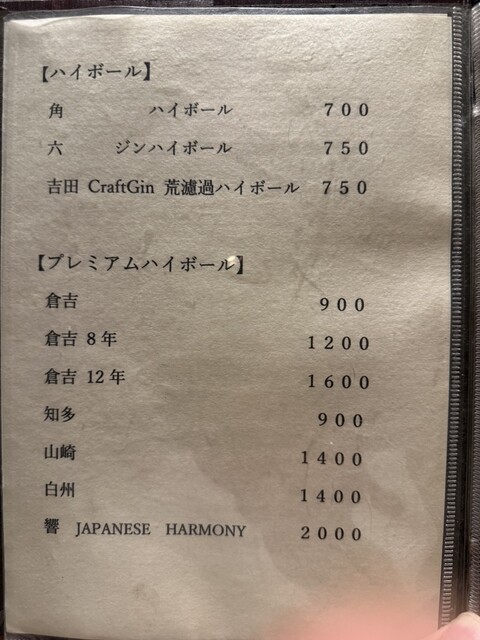 【ハイボール】
角 ハイボール 700
六 ジンハイボール 750
吉田 CraftGin 荒濾過ハイボール 750
【プレミアムハイボール】
倉吉 900
倉吉 8年 1200
倉吉 12年 1600
知多 900
山崎 1400
白州 1400
響 JAPANESE HARMONY 2000